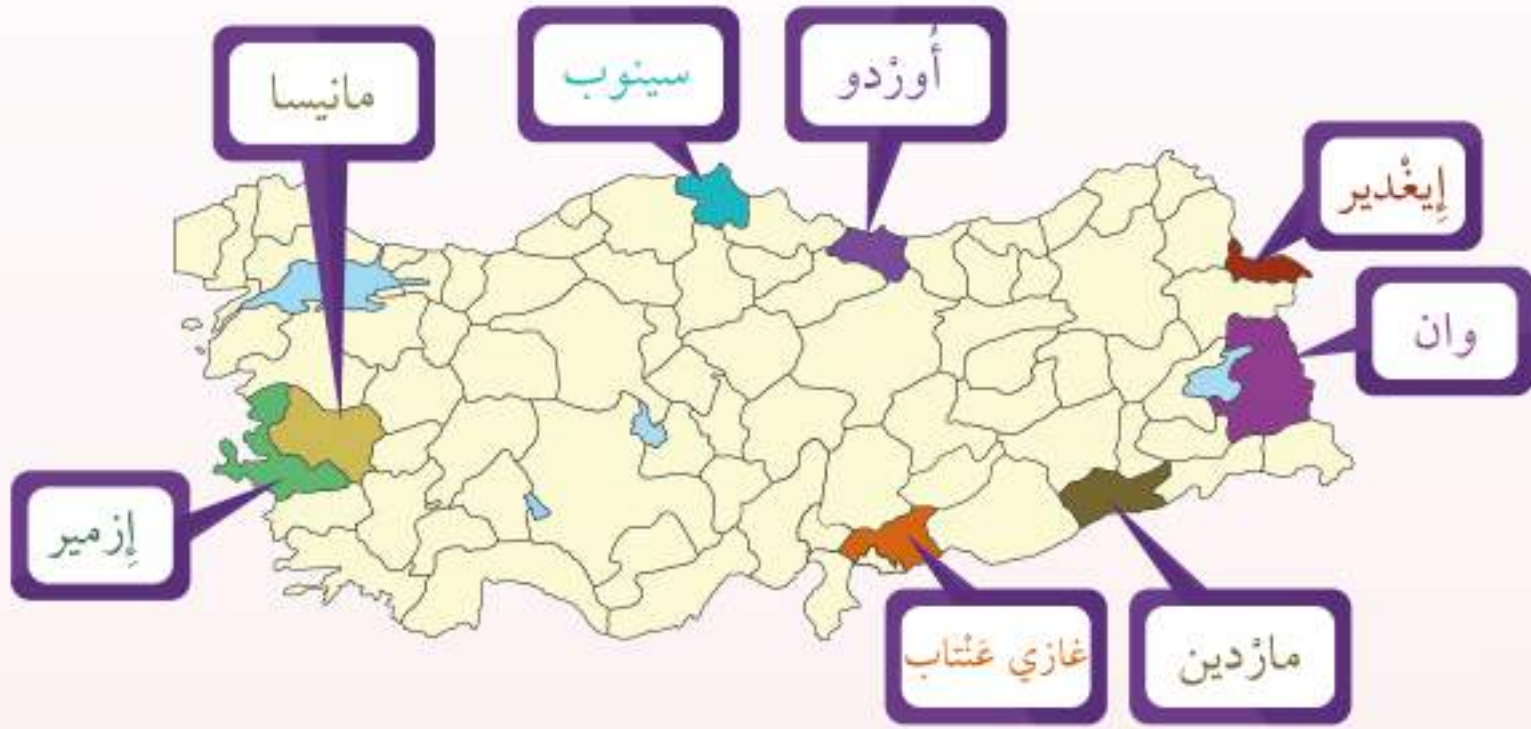 مانيسا
سينوب
أُورْدو
إِيغْدير
وان
إِزمير
غازي عَنْتاب
مارْدين